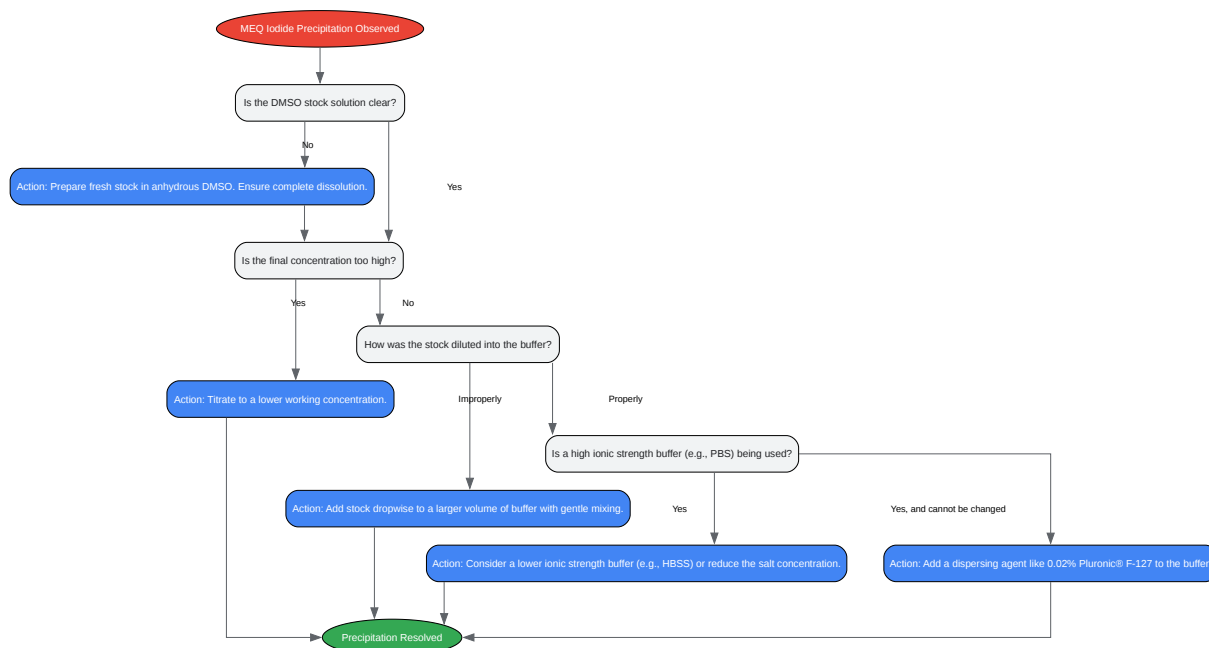 MEQ Iodide Precipitation Observed
Is the DMSO stock solution clear?
No
Action: Prepare fresh stock in anhydrous DMSO. Ensure complete dissolution.
Yes
Is the final concentration too high?
Yes
No
How was the stock diluted into the buffer?
Action: Titrate to a lower working concentration.
Improperly
Properly
Is a high ionic strength buffer (e.g., PBS) being used?
Action: Add stock dropwise to a larger volume of buffer with gentle mixing.
Yes
Yes, and cannot be changed
Action: Consider a lower ionic strength buffer (e.g., HBSS) or reduce the salt concentration.
Action: Add a dispersing agent like 0.02% Pluronic® F-127 to the buffer
Precipitation Resolved